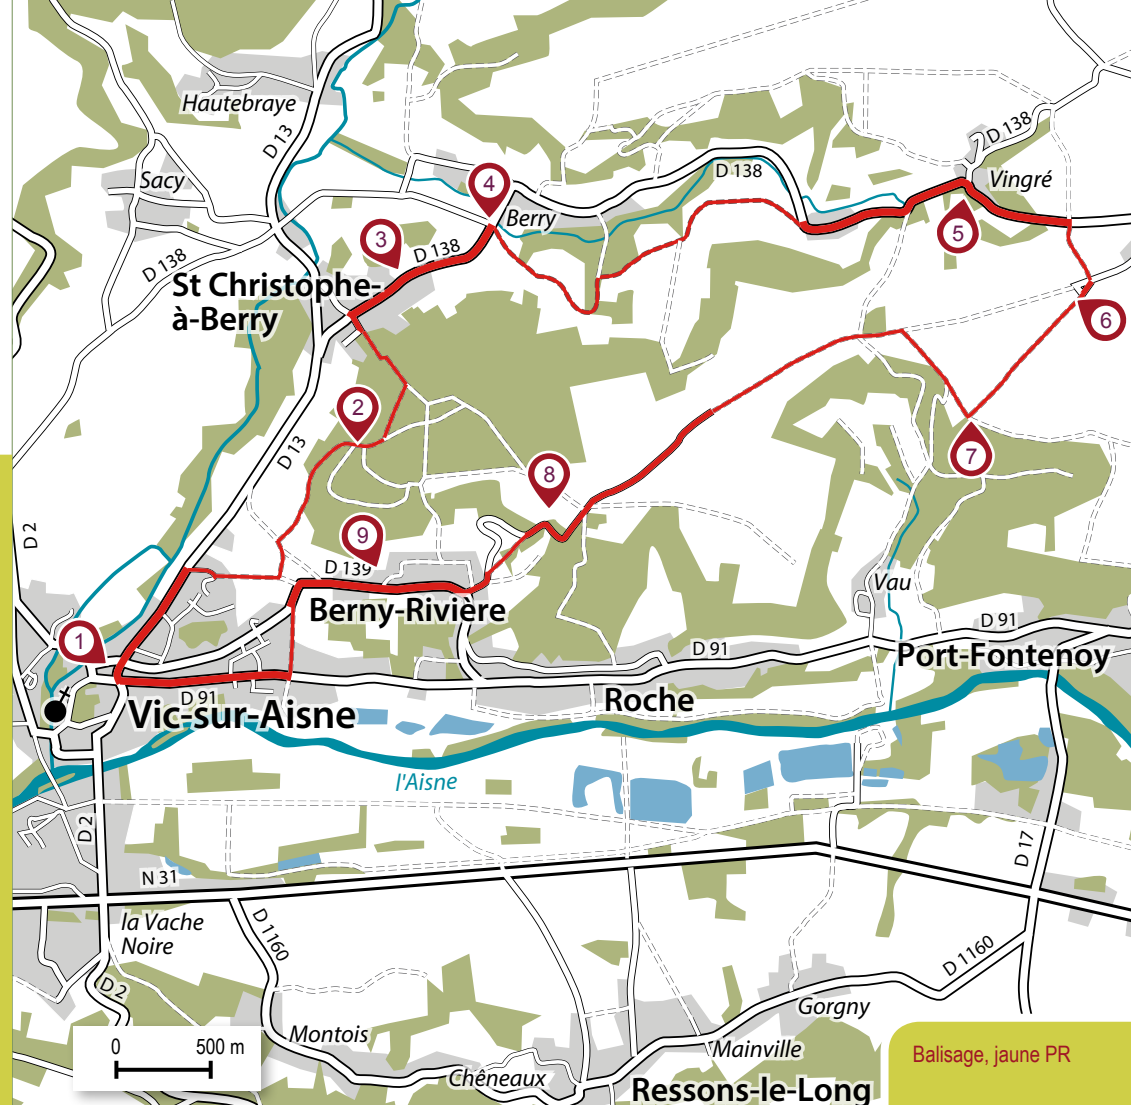 Hautebraye
D 13
Sacy
D 138
4
Berry
3
D 138
D 138
D 138
Vingré
5
St Christophe-
à-Berry
6
2
D 13
7
8
D 2
9
D 139
Berny-Rivière
Vau
1
D 91
D 91
Port-Fontenoy
D 91
Roche
Vic-sur-Aisne
l'Aisne
D 2
D 17
N 31
la Vache
Noire
D 1160
D 2
D 1160
Gorgny
Montois
Mainville
Chêneaux
Ressons-le-Long
0 500 m
Balisage, jaune PR